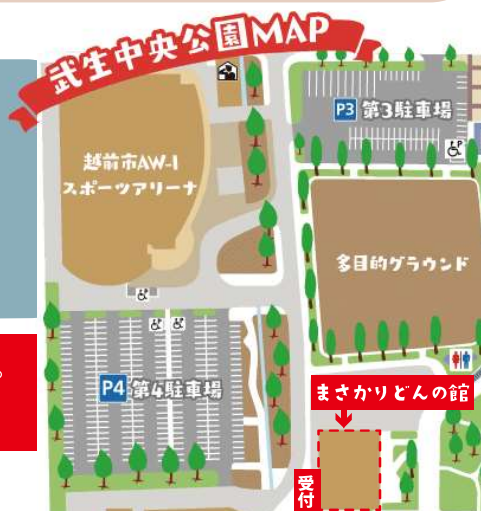 武生中央公園MAP
P3 第3駐車場
越前市AW-I
スポーツアリーナ
多目的グラウンド
P4 第4駐車場
まさかりどんの館
受付